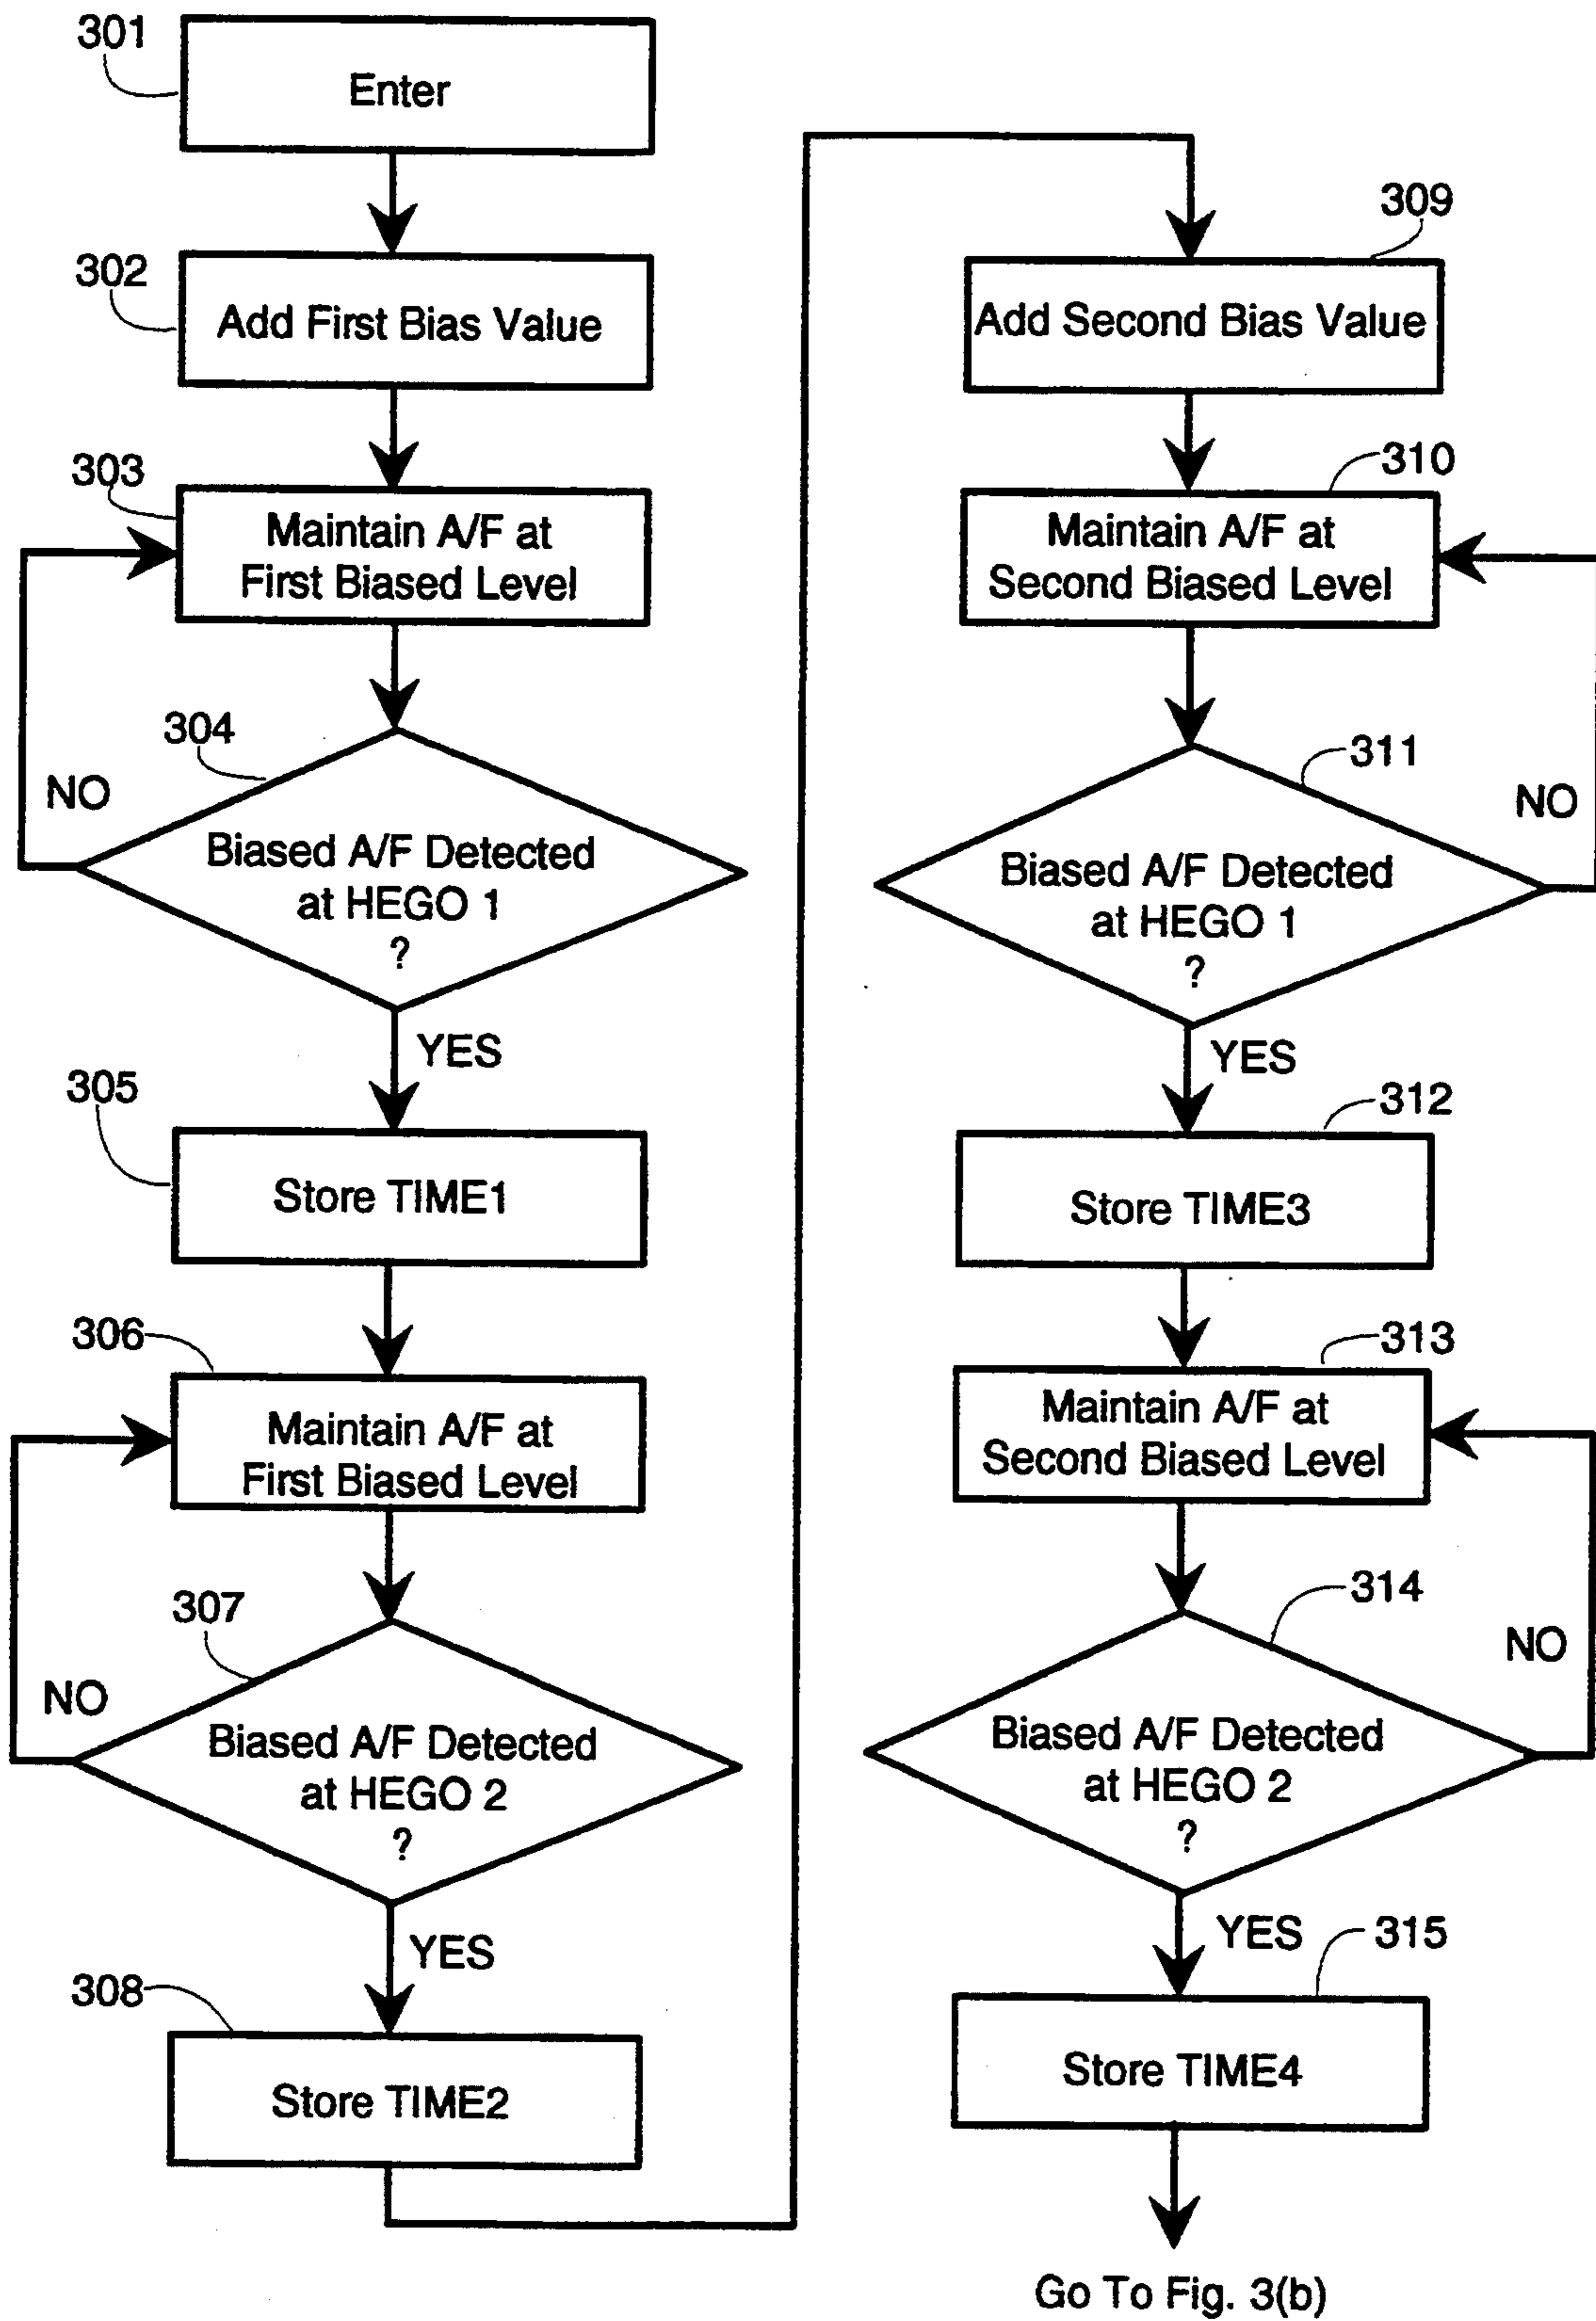 301
Enter
302
Add First Bias Value
303
Maintain A/F at
First Biased Level
304
NO
Biased A/F Detected
at HEGO 1
?
YES
305
Store TIME1
306
Maintain A/F at
First Biased Level
307
NO
Biased A/F Detected
at HEGO 2
?
YES
308
Store TIME2
309
Add Second Bias Value
310
Maintain A/F at
Second Biased Level
311
NO
Biased A/F Detected
at HEGO 1
?
YES
312
Store TIME3
313
Maintain A/F at
Second Biased Level
314
NO
Biased A/F Detected
at HEGO 2
?
YES
315
Store TIME4
Go To Fig. 3(b)